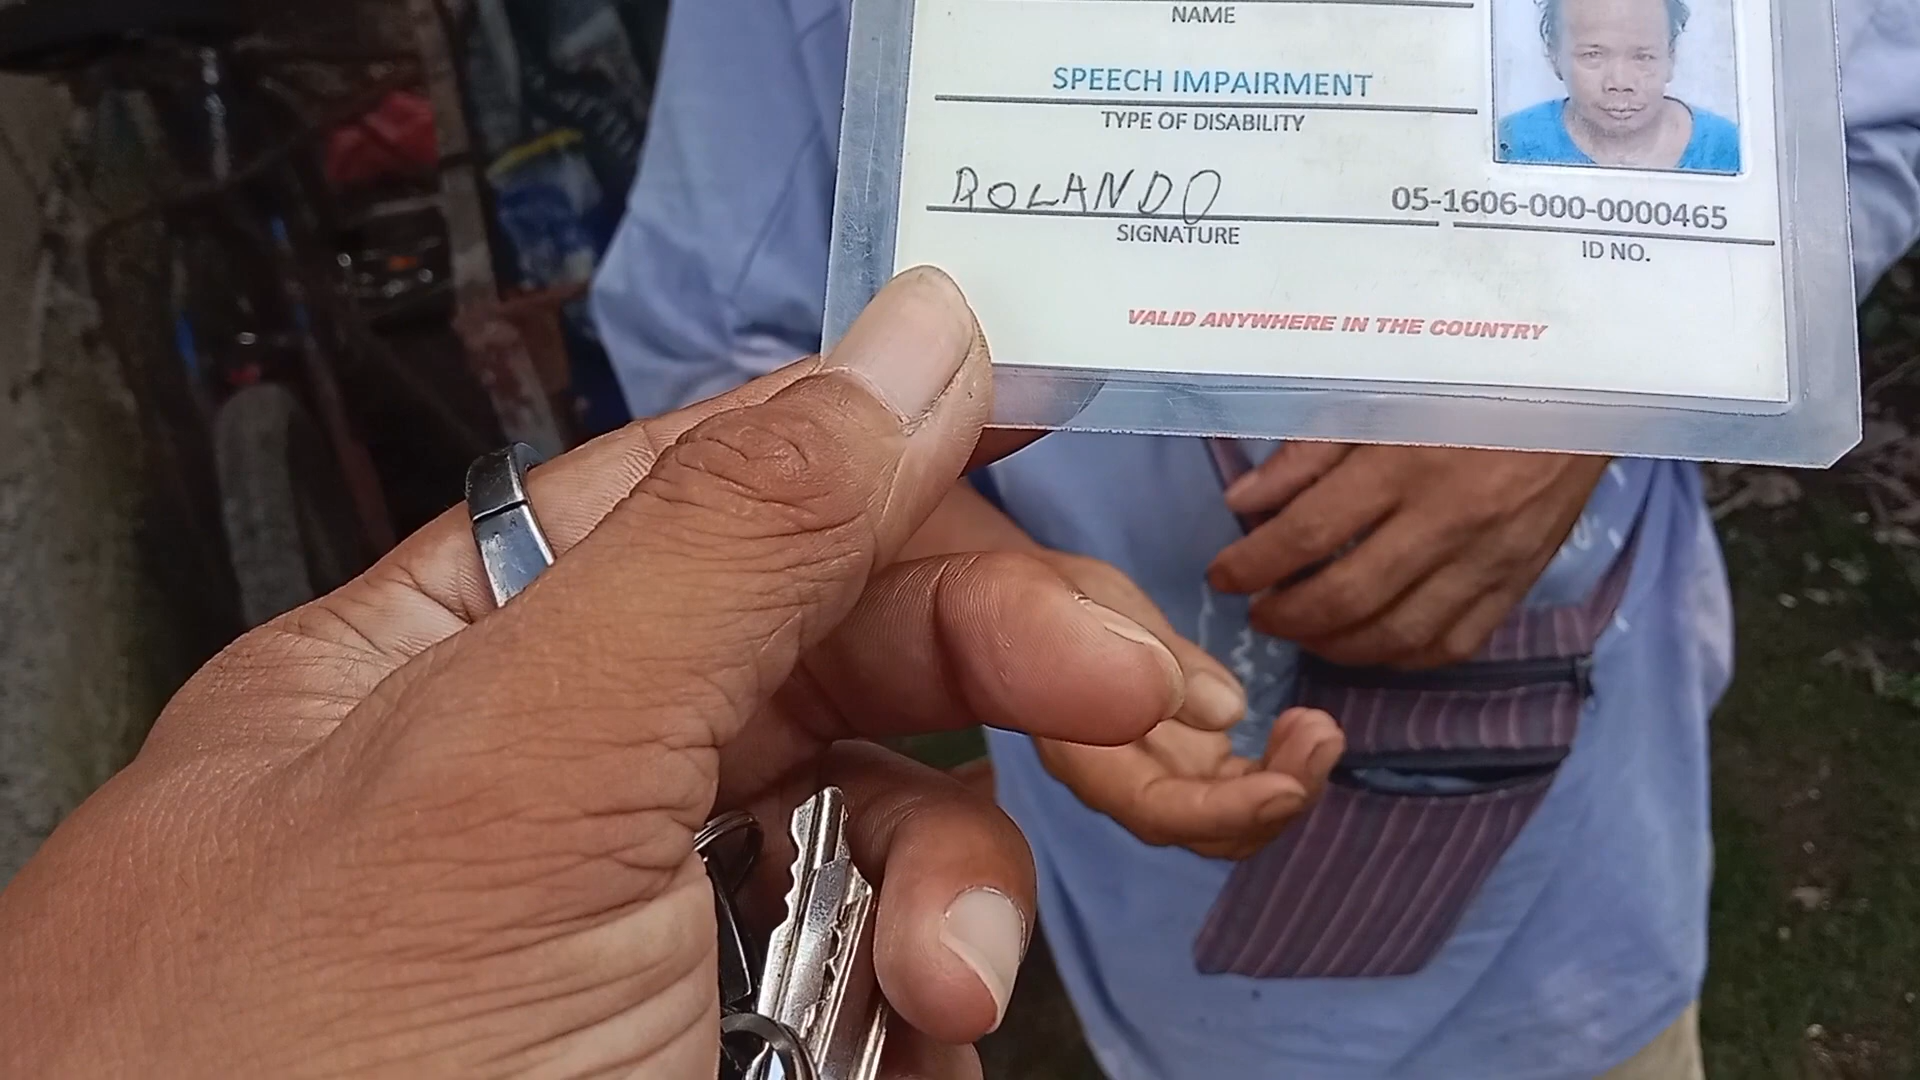 NAME
SPEECH IMPAIRMENT
TYPE OF DISABILITY
ROLANDO
SIGNATURE
05-1606-000-0000465
ID NO.
VALID ANYWHERE IN THE COUNTRY